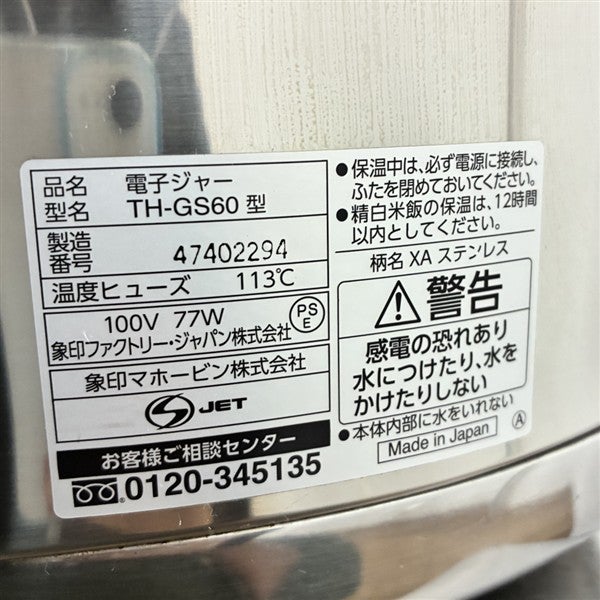 品名 電子ジャー
型名 TH-GS60 型
製造
番号 47402294
温度ヒューズ 113℃
100V 77W
象印ファクトリー・ジャパン株式会社
PS
E
象印マホービン株式会社
S JET
お客様ご相談センター
0120-345135
●保温中は、必ず電源に接続し、
ふたを閉めておいてください。
●精白米飯の保温は、12時間
以内としてください。
柄名 XA ステンレス
警告
感電の恐れあり
水につけたり、水を
かけたりしない
●本体内部に水をいれない
Made in Japan
A